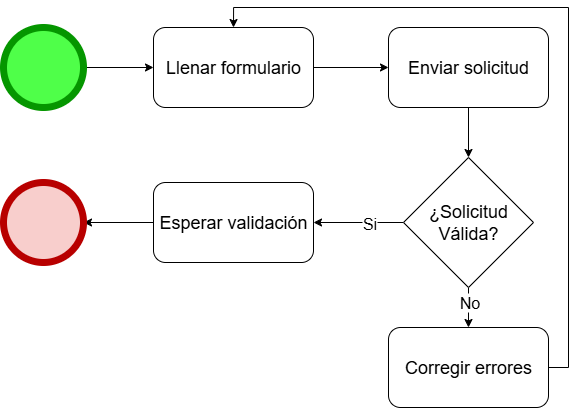 Llenar formulario
Enviar solicitud
¿Solicitud
Válida?
Si
Esperar validación
No
Corregir errores